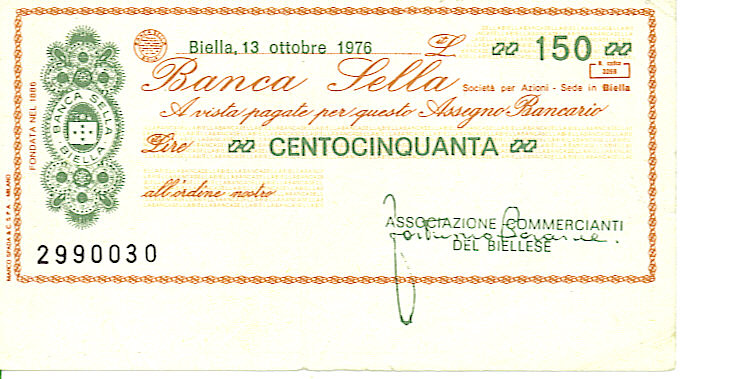 Biella, 13 ottobre 1976 £ 150
Banca Sella Società per Azioni - Sede in Biella
A vista pagate per questo Assegno Bancario
Lire CENTOCINQUANTA
all'ordine nostro
ASSOCIAZIONE COMMERCIANTI
DEL BIELLESE
2990030
FONDATA NEL 1886
BANCA SELLA
BIELLA